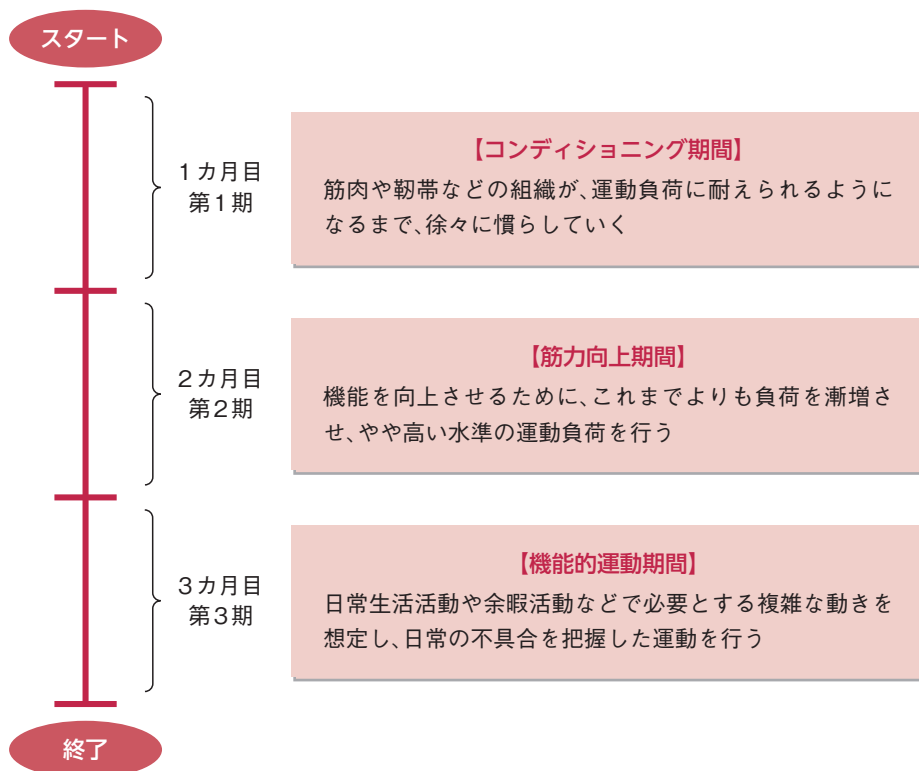 スタート
1カ月目
第1期
【コンディショニング期間】
筋肉や靭帯などの組織が、運動負荷に耐えられるように
なるまで、徐々に慣らしていく
2カ月目
第2期
【筋力向上期間】
機能を向上させるために、これまでよりも負荷を漸増さ
せ、やや高い水準の運動負荷を行う
3カ月目
第3期
【機能的運動期間】
日常生活活動や余暇活動などで必要とする複雑な動きを
想定し、日常の不具合を把握した運動を行う
終了